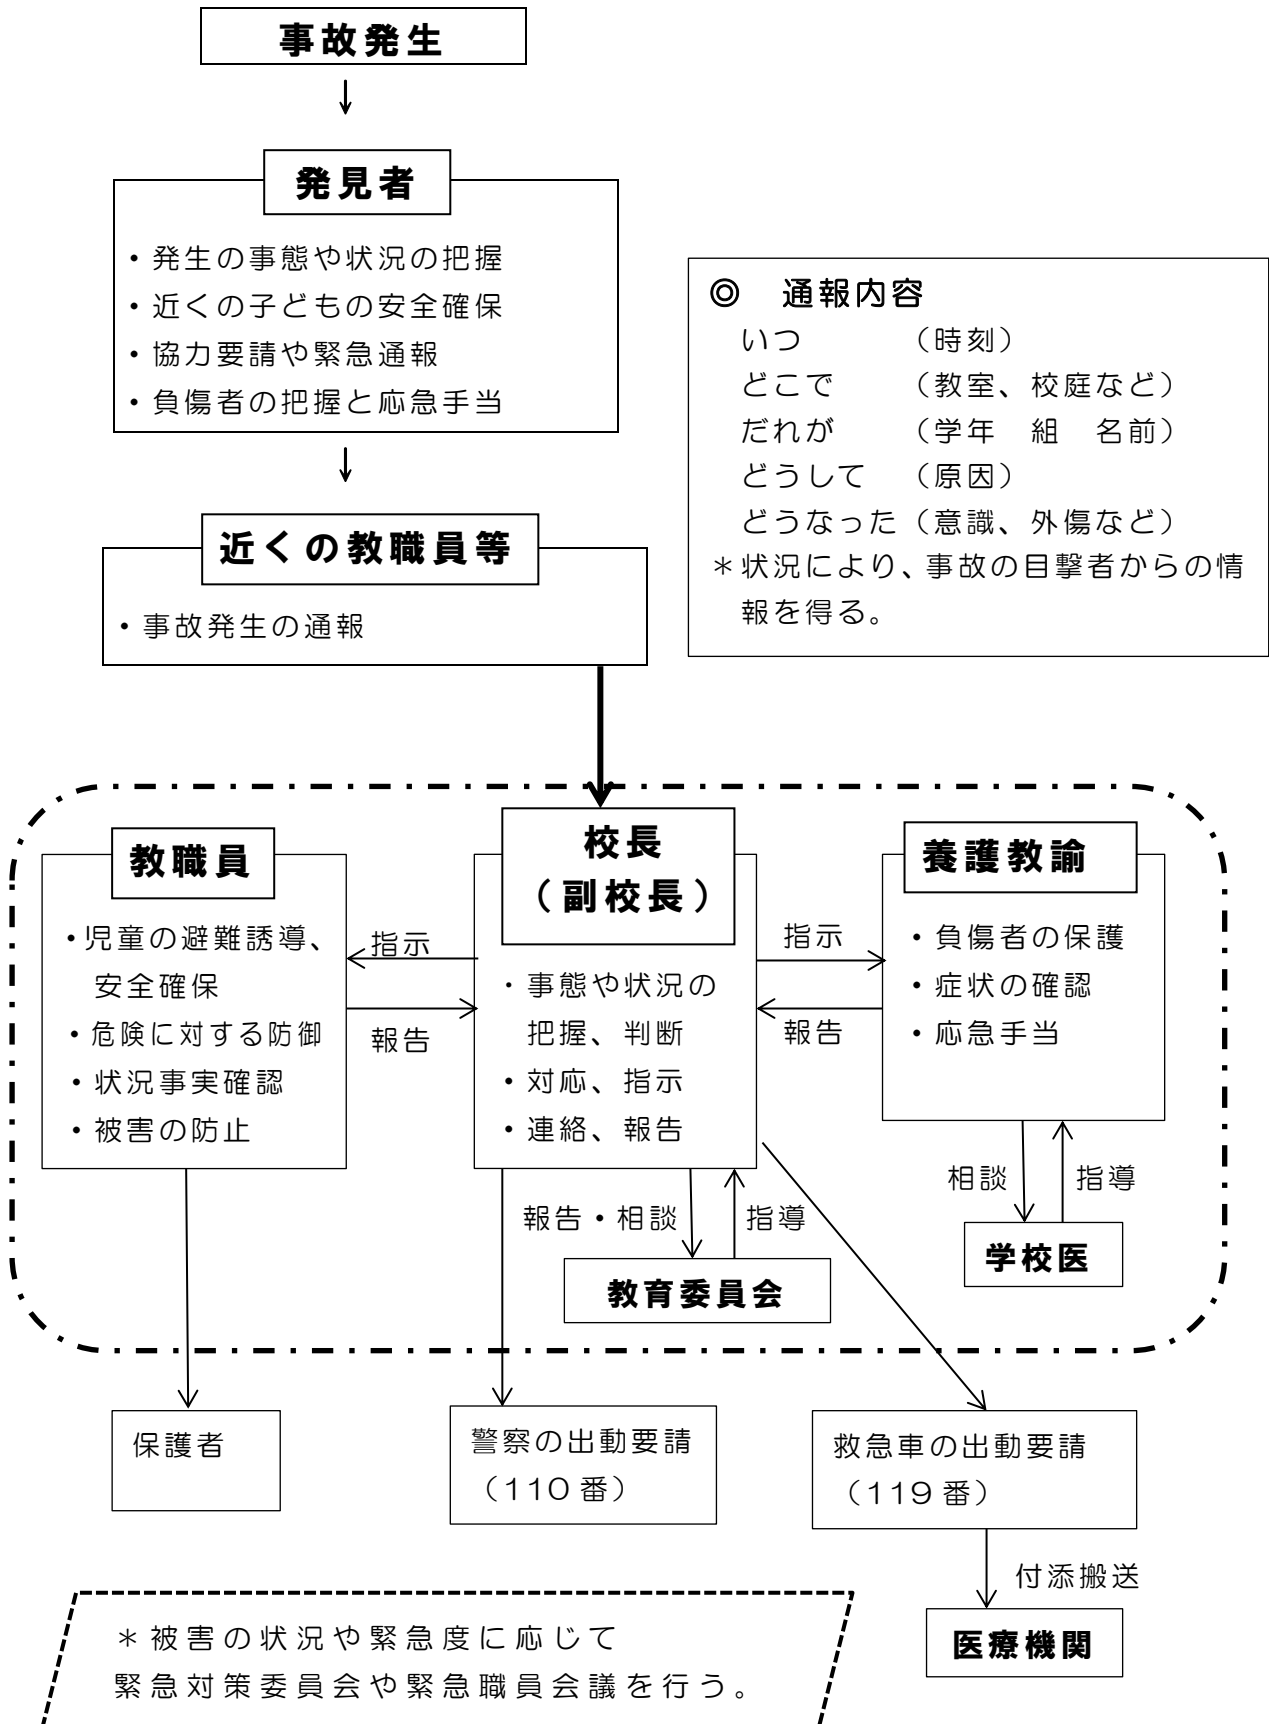 事故発生
発見者
・発生の事態や状況の把握
・近くの子どもの安全確保
・協力要請や緊急通報
・負傷者の把握と応急手当
◎　通報内容
いつ　　　（時刻）
どこで　　（教室、校庭など）
だれが　　（学年　組　名前）
どうして　（原因）
どうなった（意識、外傷など）
＊状況により、事故の目撃者からの情
報を得る。
近くの教職員等
・事故発生の通報
教職員
・児童の避難誘導、
安全確保
・危険に対する防御
・状況事実確認
・被害の防止
指示
報告
校長
（副校長）
・事態や状況の
把握、判断
・対応、指示
・連絡、報告
指示
報告
養護教諭
・負傷者の保護
・症状の確認
・応急手当
報告・相談
指導
教育委員会
相談
指導
学校医
保護者
警察の出動要請
（110番）
救急車の出動要請
（119番）
付添搬送
医療機関
＊被害の状況や緊急度に応じて
緊急対策委員会や緊急職員会議を行う。